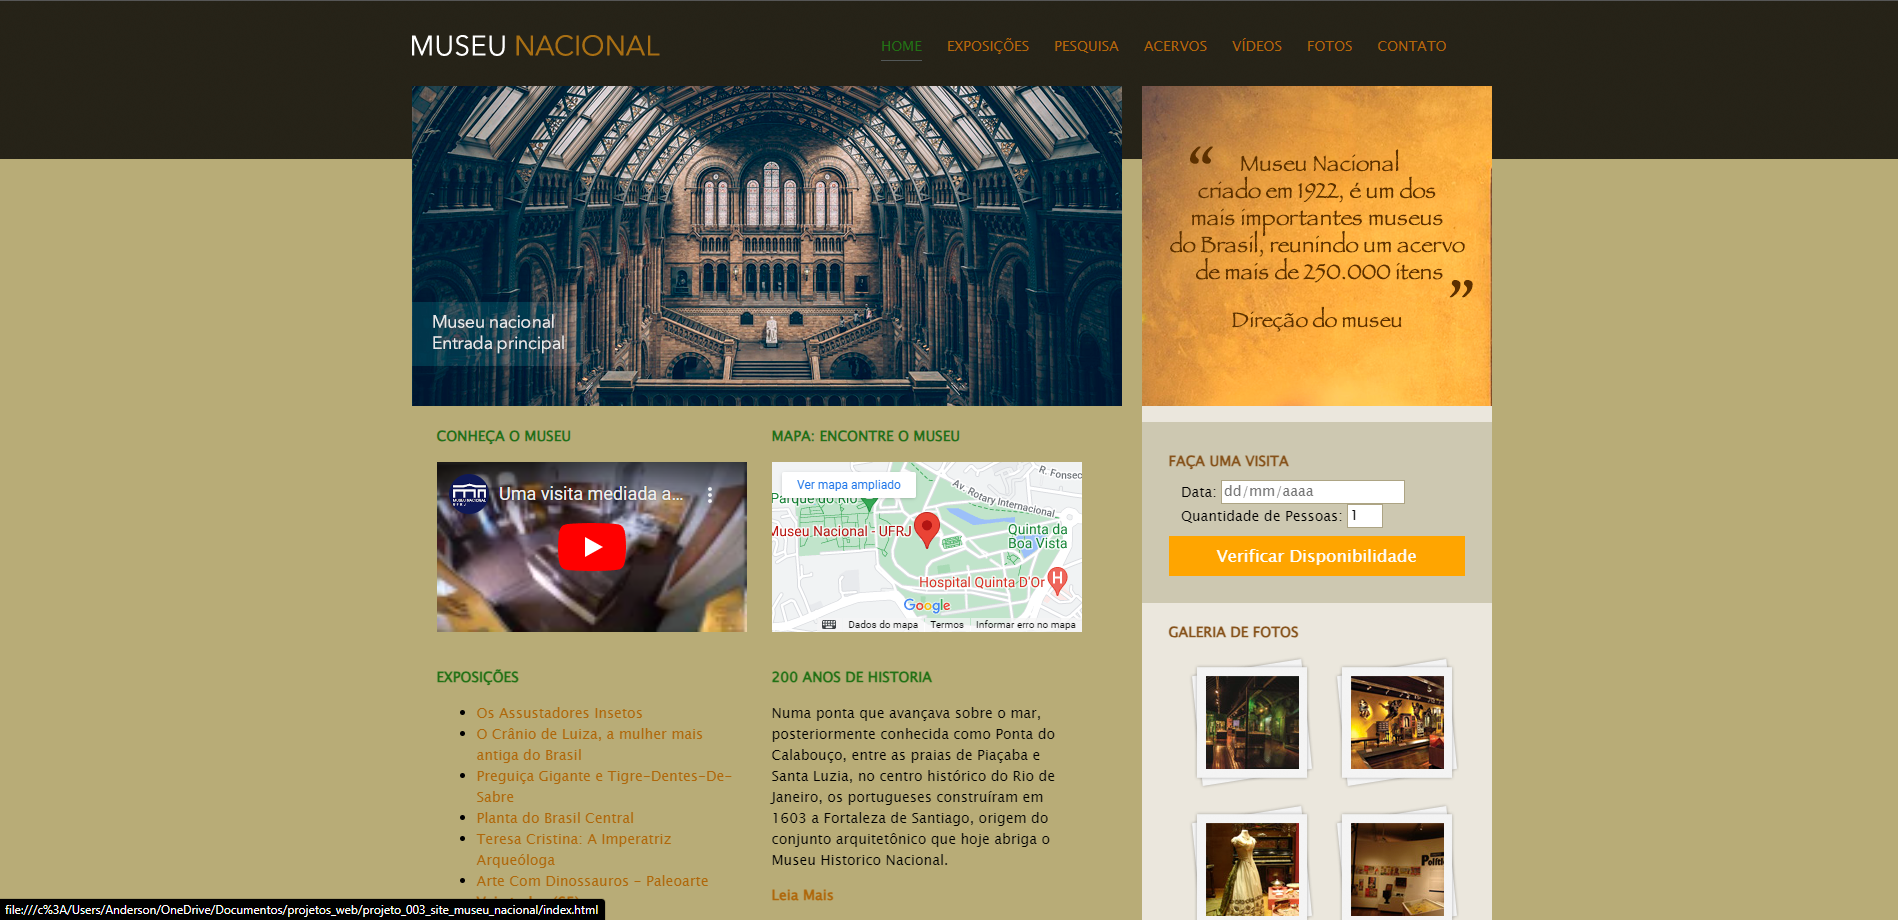 MUSEU NACIONAL
HOME EXPOSIÇÕES PESQUISA ACERVOS VÍDEOS FOTOS CONTATO
Museu nacional
Entrada principal
“ Museu Nacional
criado em 1922, é um dos
mais importantes museus
do Brasil, reunindo um acervo
de mais de 250.000 itens ”
Direção do museu
CONHEÇA O MUSEU
MUSEU NACIONAL
UFRJ
Uma visita mediada a...
MAPA: ENCONTRE O MUSEU
Ver mapa ampliado
R. Fonsec
Av. Rotary Internacional
Parque do Rio
Museu Nacional - UFRJ
Quinta da
Boa Vista
Hospital Quinta D'Or
H
Google
Dados do mapa Termos Informar erro no mapa
FAÇA UMA VISITA
Data: dd/mm/aaaa
Quantidade de Pessoas: 1
Verificar Disponibilidade
EXPOSIÇÕES
Os Assustadores Insetos
O Crânio de Luiza, a mulher mais
antiga do Brasil
Preguiça Gigante e Tigre-Dentes-De-
Sabre
Planta do Brasil Central
Teresa Cristina: A Imperatriz
Arqueóloga
Arte Com Dinossauros - Paleoarte
200 ANOS DE HISTORIA
Numa ponta que avançava sobre o mar,
posteriormente conhecida como Ponta do
Calabouço, entre as praias de Piaçaba e
Santa Luzia, no centro histórico do Rio de
Janeiro, os portugueses construíram em
1603 a Fortaleza de Santiago, origem do
conjunto arquitetônico que hoje abriga o
Museu Historico Nacional.
Leia Mais
GALERIA DE FOTOS
file:///c%3A/Users/Anderson/OneDrive/Documentos/projetos_web/projeto_003_site_museu_nacional/index.html